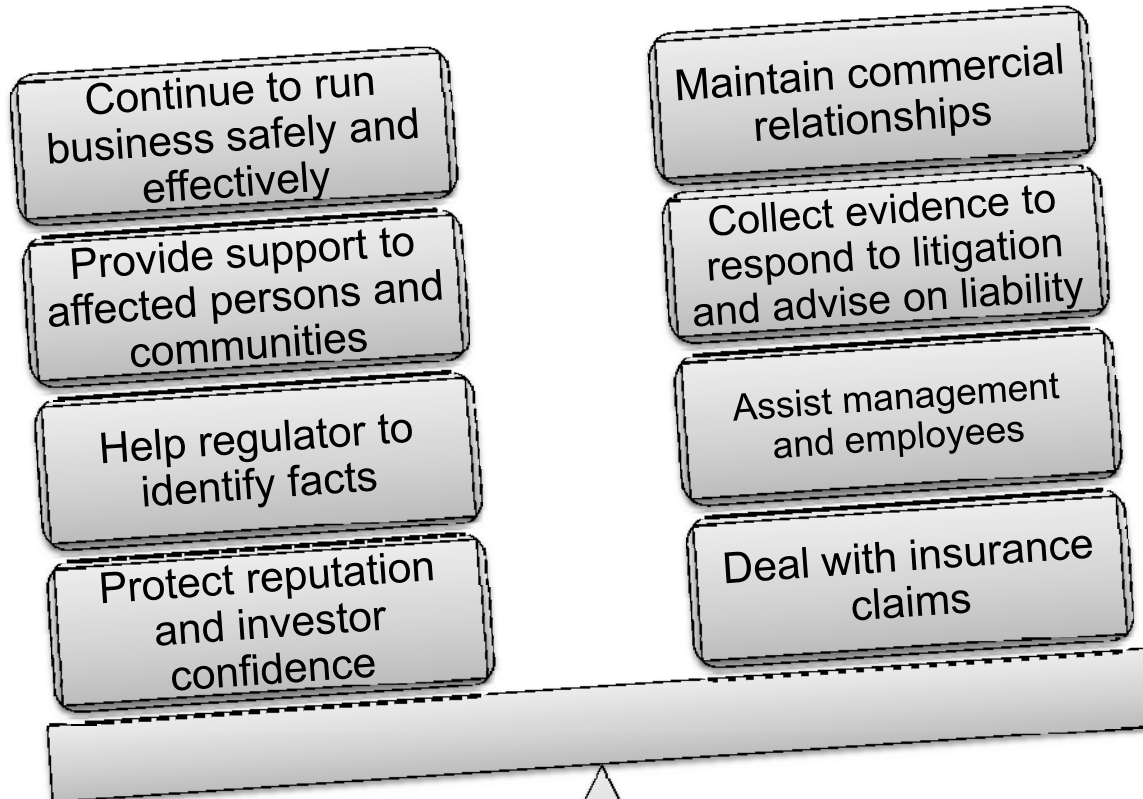 Continue to run
business safely and
effectively
Provide support to
affected persons and
communities
Help regulator to
identify facts
Protect reputation
and investor
confidence
Maintain commercial
relationships
Collect evidence to
respond to litigation
and advise on liability
Assist management
and employees
Deal with insurance
claims